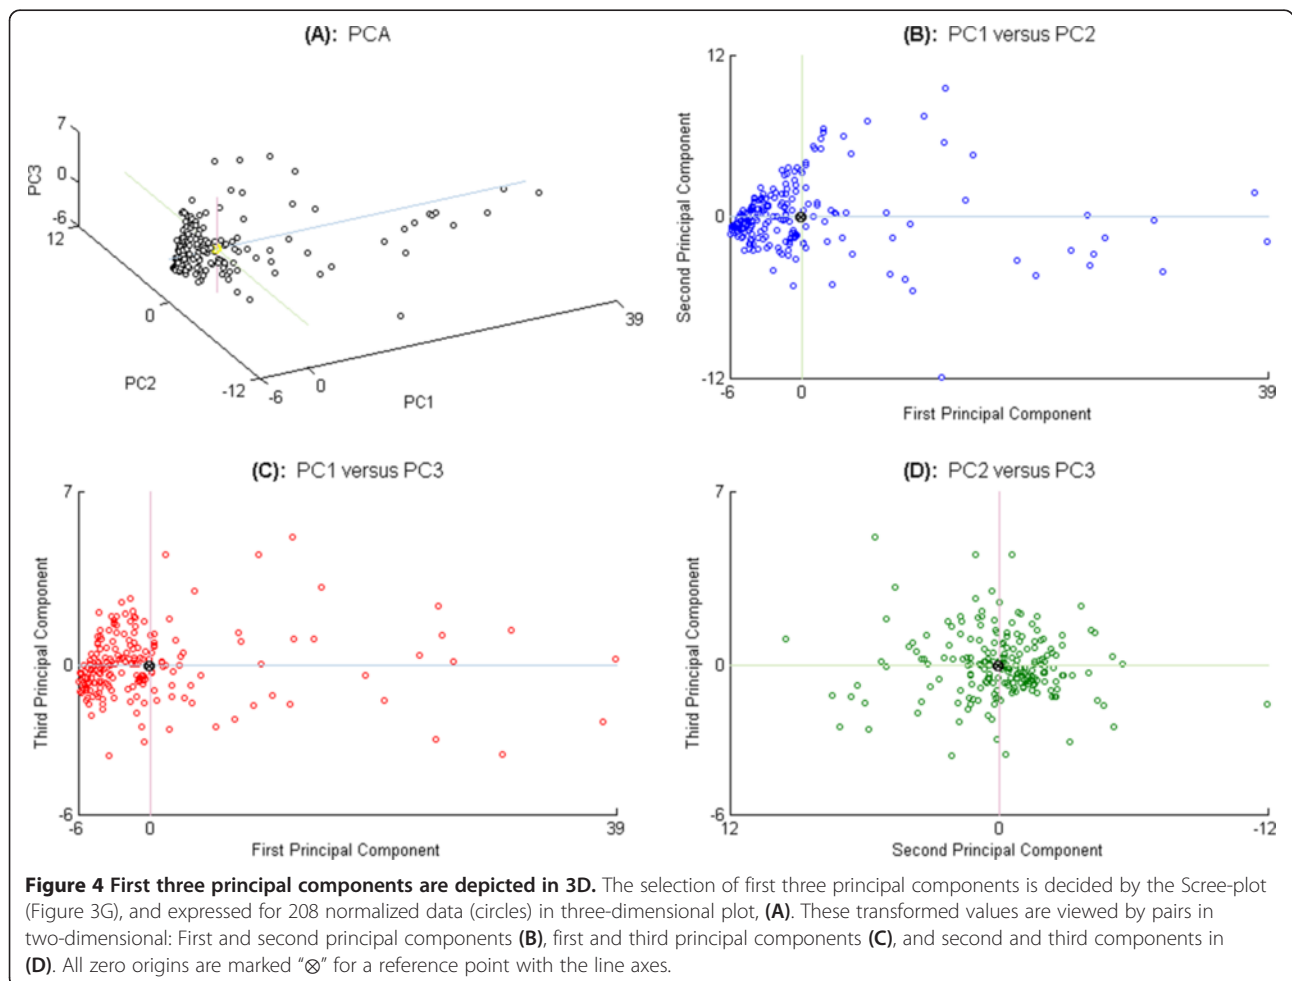 (A): PCA
7
0
-6
12
PC3
0
PC2
-12
-6
0
PC1
39
(B): PC1 versus PC2
12
0
-12
Second Principal Component
-6
0
39
First Principal Component
(C): PC1 versus PC3
7
0
-6
Third Principal Component
-6
0
39
First Principal Component
(D): PC2 versus PC3
7
0
-6
Third Principal Component
12
0
-12
Second Principal Component
Figure 4 First three principal components are depicted in 3D. The selection of first three principal components is decided by the Scree-plot
(Figure 3G), and expressed for 208 normalized data (circles) in three-dimensional plot, (A). These transformed values are viewed by pairs in
two-dimensional: First and second principal components (B), first and third principal components (C), and second and third components in
(D). All zero origins are marked “⊗” for a reference point with the line axes.